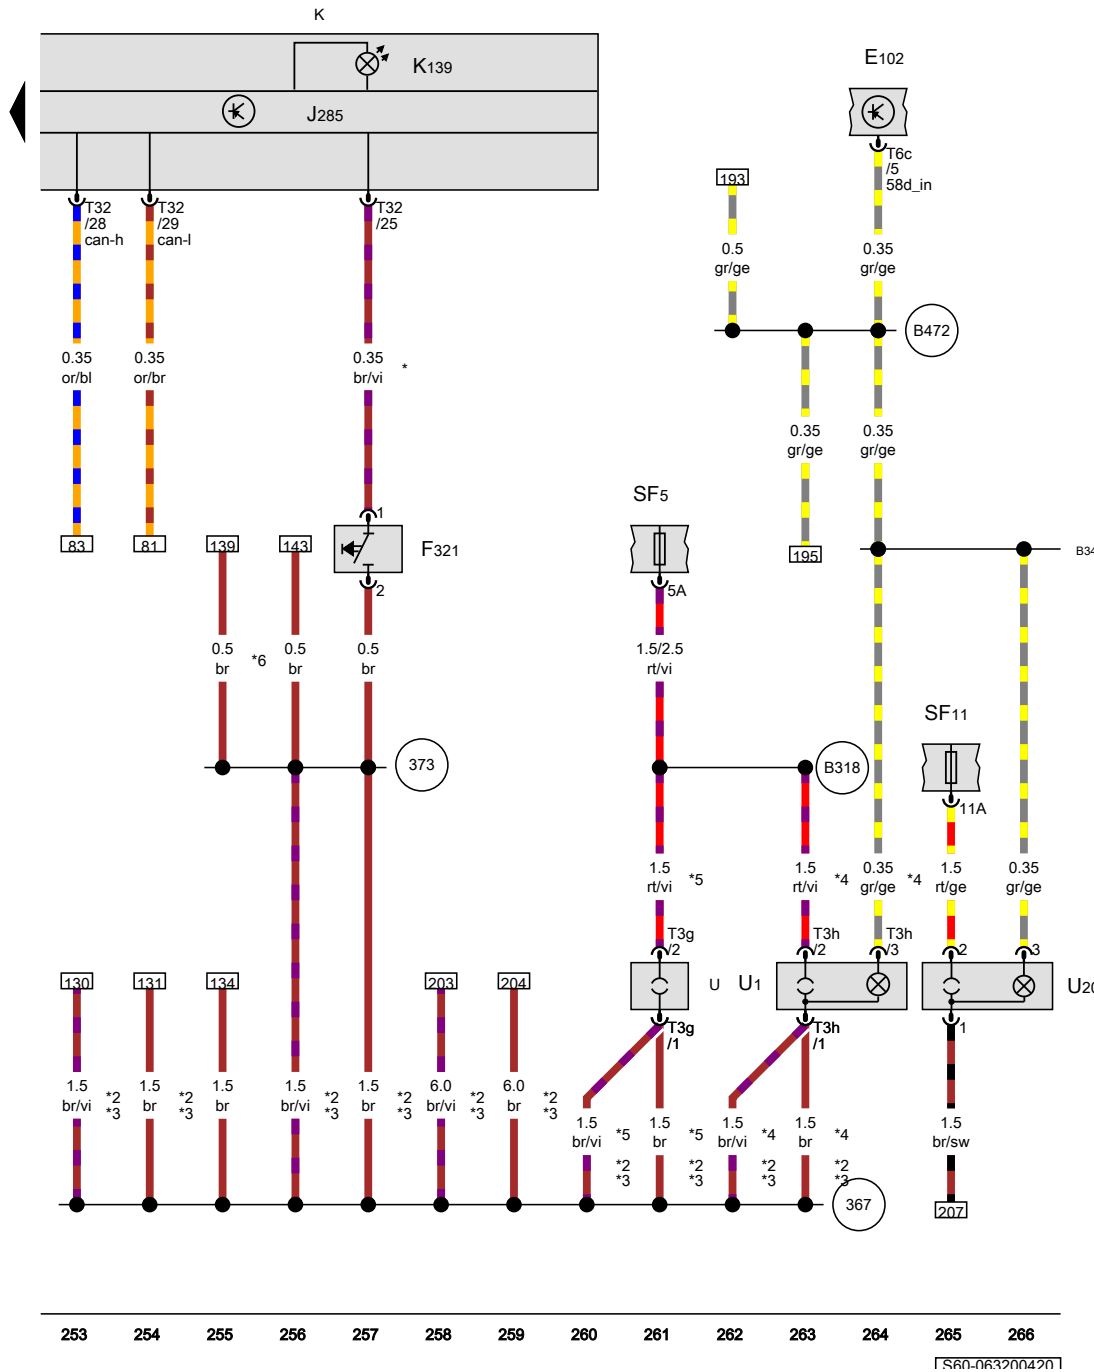 K
K139
J285
E102
T32
/28
can-h
T32
/29
can-l
T32
/25
T6c
/5
58d_in
193
0.5
gr/ge
0.35
gr/ge
B472
0.35
or/bl
0.35
or/br
0.35
br/vi
*
0.35
gr/ge
0.35
gr/ge
SF5
1
F321
2
83
81
139
143
195
5A
0.5
br
*6
0.5
br
0.5
br
1.5/2.5
rt/vi
373
B318
SF11
11A
1.5
rt/vi
*5
1.5
rt/vi
*4
0.35
gr/ge
*4
1.5
rt/ge
0.35
gr/ge
T3g
/2
T3h
/2
T3h
/3
2
3
130
131
134
203
204
U
U1
T3g
/1
T3h
/1
1
1.5
br/vi
*2
*3
1.5
br
*2
*3
1.5
br
1.5
br/vi
*2
*3
1.5
br
*2
*3
6.0
br/vi
*2
*3
6.0
br
*2
*3
1.5
br/vi
*5
*2
*3
1.5
br
*5
*2
*3
1.5
br/vi
*4
*2
*3
1.5
br
*4
*2
*3
1.5
br/sw
367
207
253 254 255 256 257 258 259 260 261 262 263 264 265 266
S60-063200420